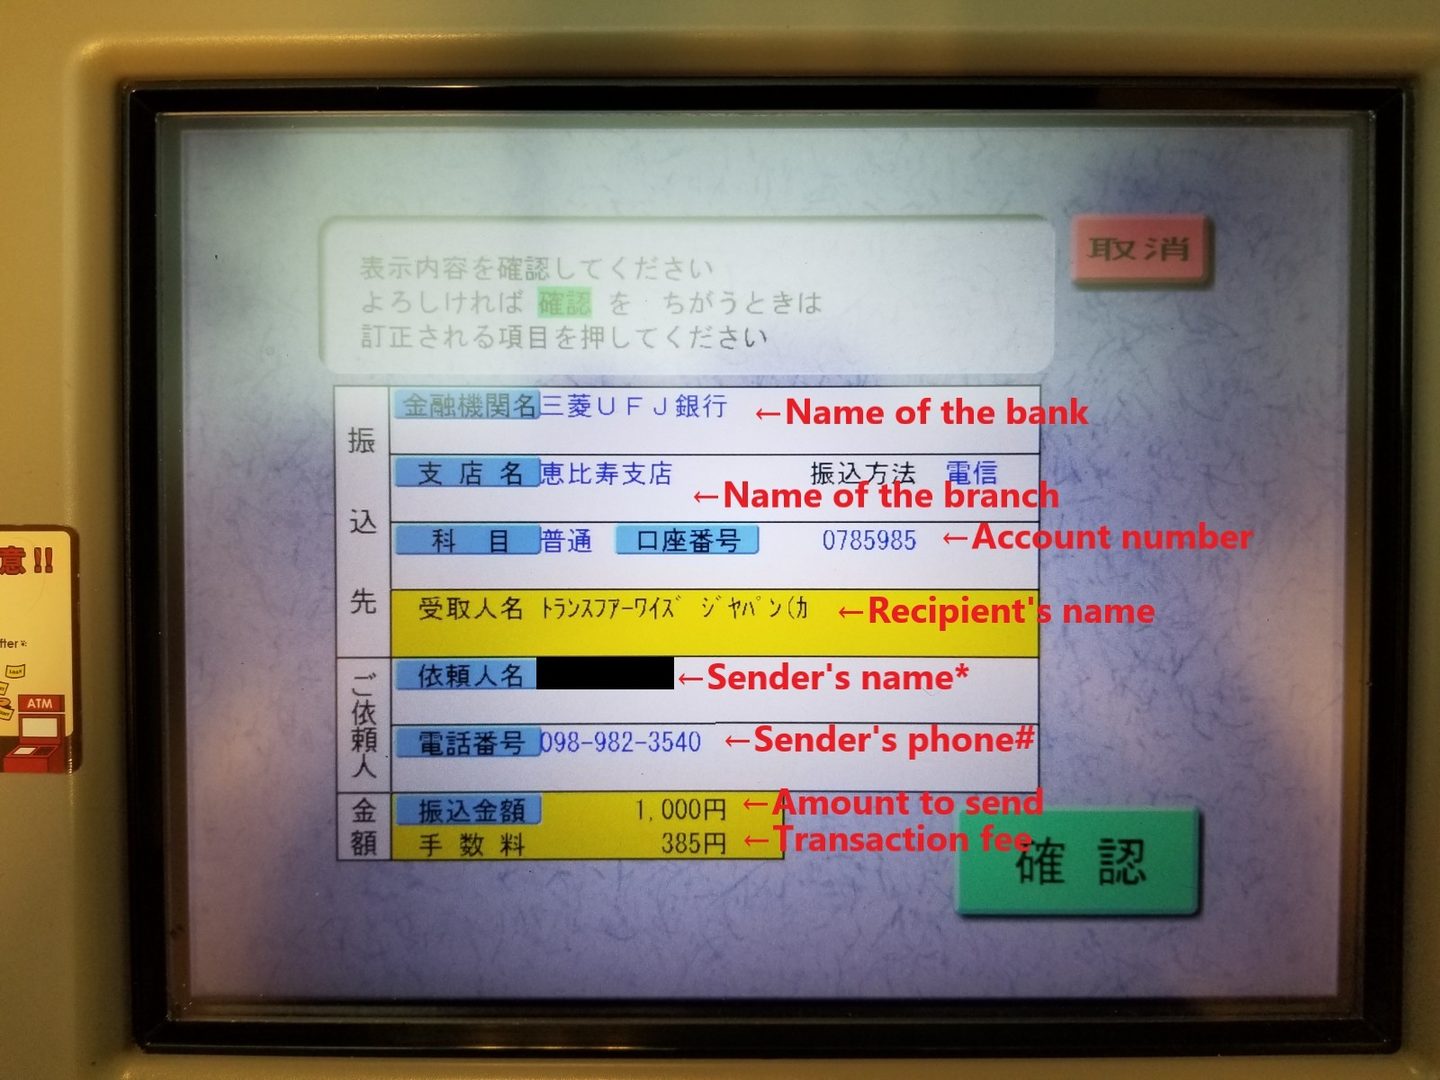 取消
表示内容を確認してください
よろしければ 確認 を ちがうときは
訂正される項目を押してください
振込先
金融機関名 三菱UFJ銀行 ←Name of the bank
支店名 恵比寿支店 振込方法 電信
←Name of the branch
科目 普通 口座番号 0785985 ←Account number
受取人名 トランスフアーワイズ ジヤパン(カ ←Recipient's name
ご依頼人
依頼人名 ←Sender's name*
電話番号 098-982-3540 ←Sender's phone#
金額
振込金額 1,000円 ←Amount to send
手数料 385円 ←Transaction fee
確認
意!!
ATM